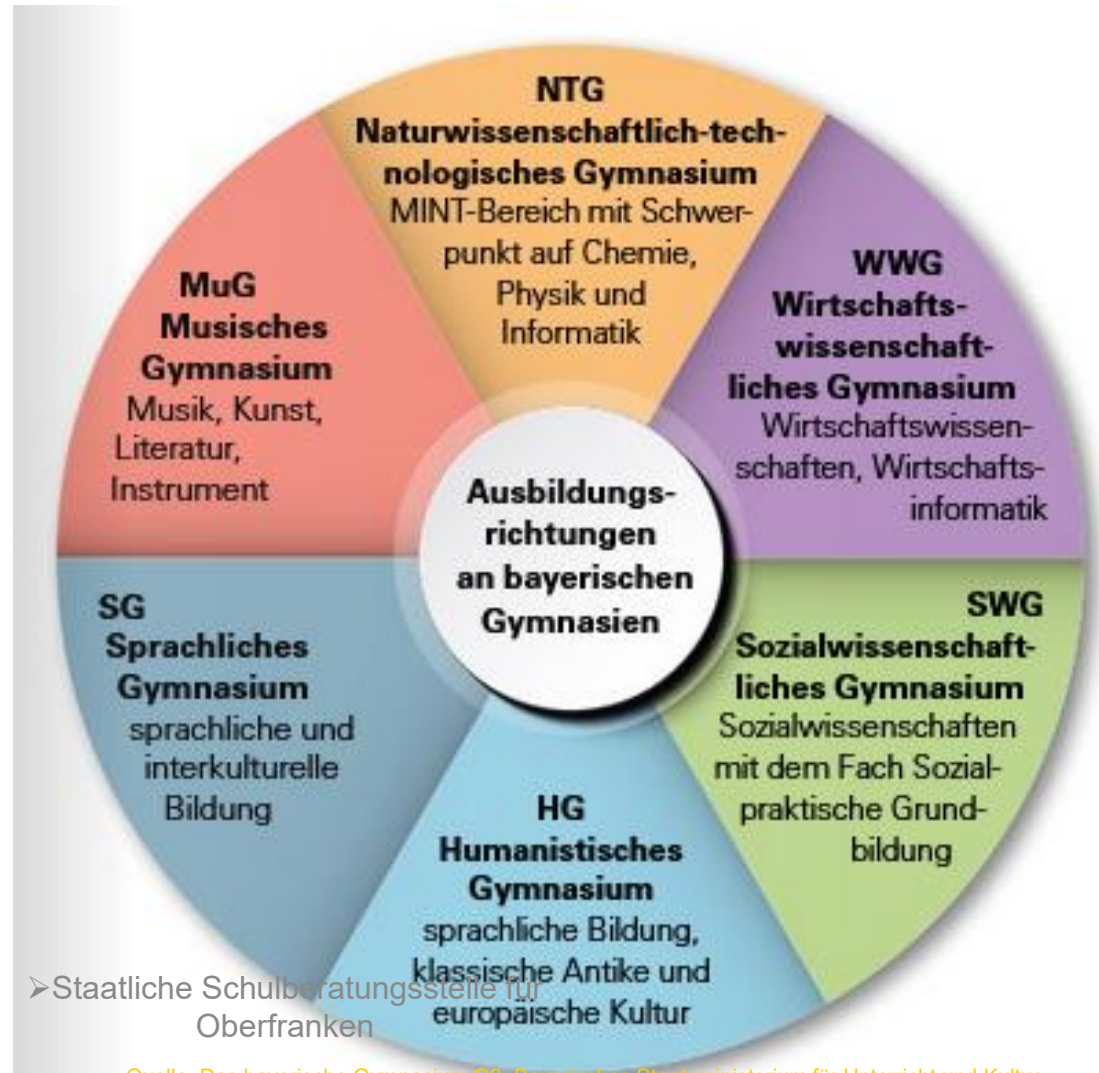 NTG
Naturwissenschaftlich-tech-
nologisches Gymnasium
MINT-Bereich mit Schwer-
punkt auf Chemie,
Physik und
Informatik
WWG
Wirtschafts-
wissenschaft-
liches Gymnasium
Wirtschaftswissen-
schaften, Wirtschafts-
informatik
SWG
Sozialwissenschaft-
liches Gymnasium
Sozialwissenschaften
mit dem Fach Sozial-
praktische Grund-
bildung
HG
Humanistisches
Gymnasium
sprachliche Bildung,
klassische Antike und
europäische Kultur
SG
Sprachliches
Gymnasium
sprachliche und
interkulturelle
Bildung
MuG
Musisches
Gymnasium
Musik, Kunst,
Literatur,
Instrument
Ausbildungs-
richtungen
an bayerischen
Gymnasien
➢Staatliche Schulberatungsstelle für
Oberfranken